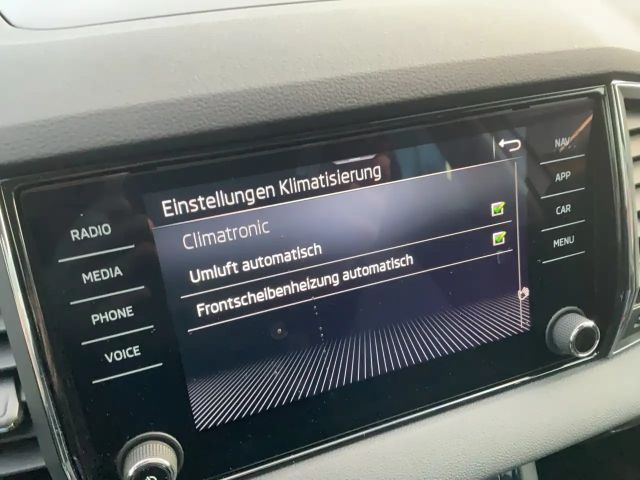 RADIO
MEDIA
PHONE
VOICE
Einstellungen Klimatisierung
Climatronic
Umluft automatisch
Frontscheibenheizung automatisch
NAV
APP
CAR
MENU